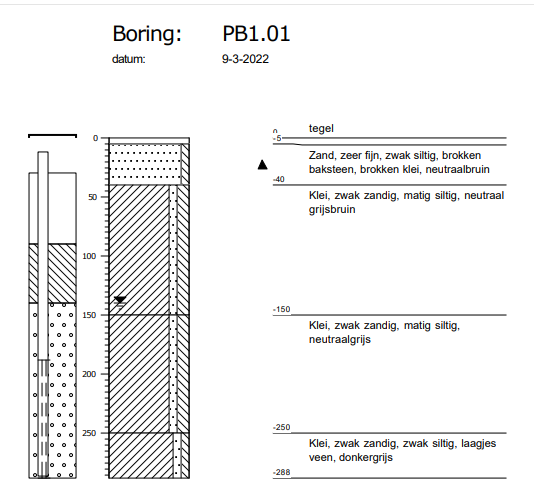 Boring: PB1.01
datum: 9-3-2022
0
50
100
150
200
250
0
tegel
-5
Zand, zeer fijn, zwak siltig, brokken
baksteen, brokken klei, neutraalbruin
-40
Klei, zwak zandig, matig siltig, neutraal
grijsbruin
-150
Klei, zwak zandig, matig siltig,
neutraalgrijs
-250
Klei, zwak zandig, zwak siltig, laagjes
veen, donkergrijs
-288